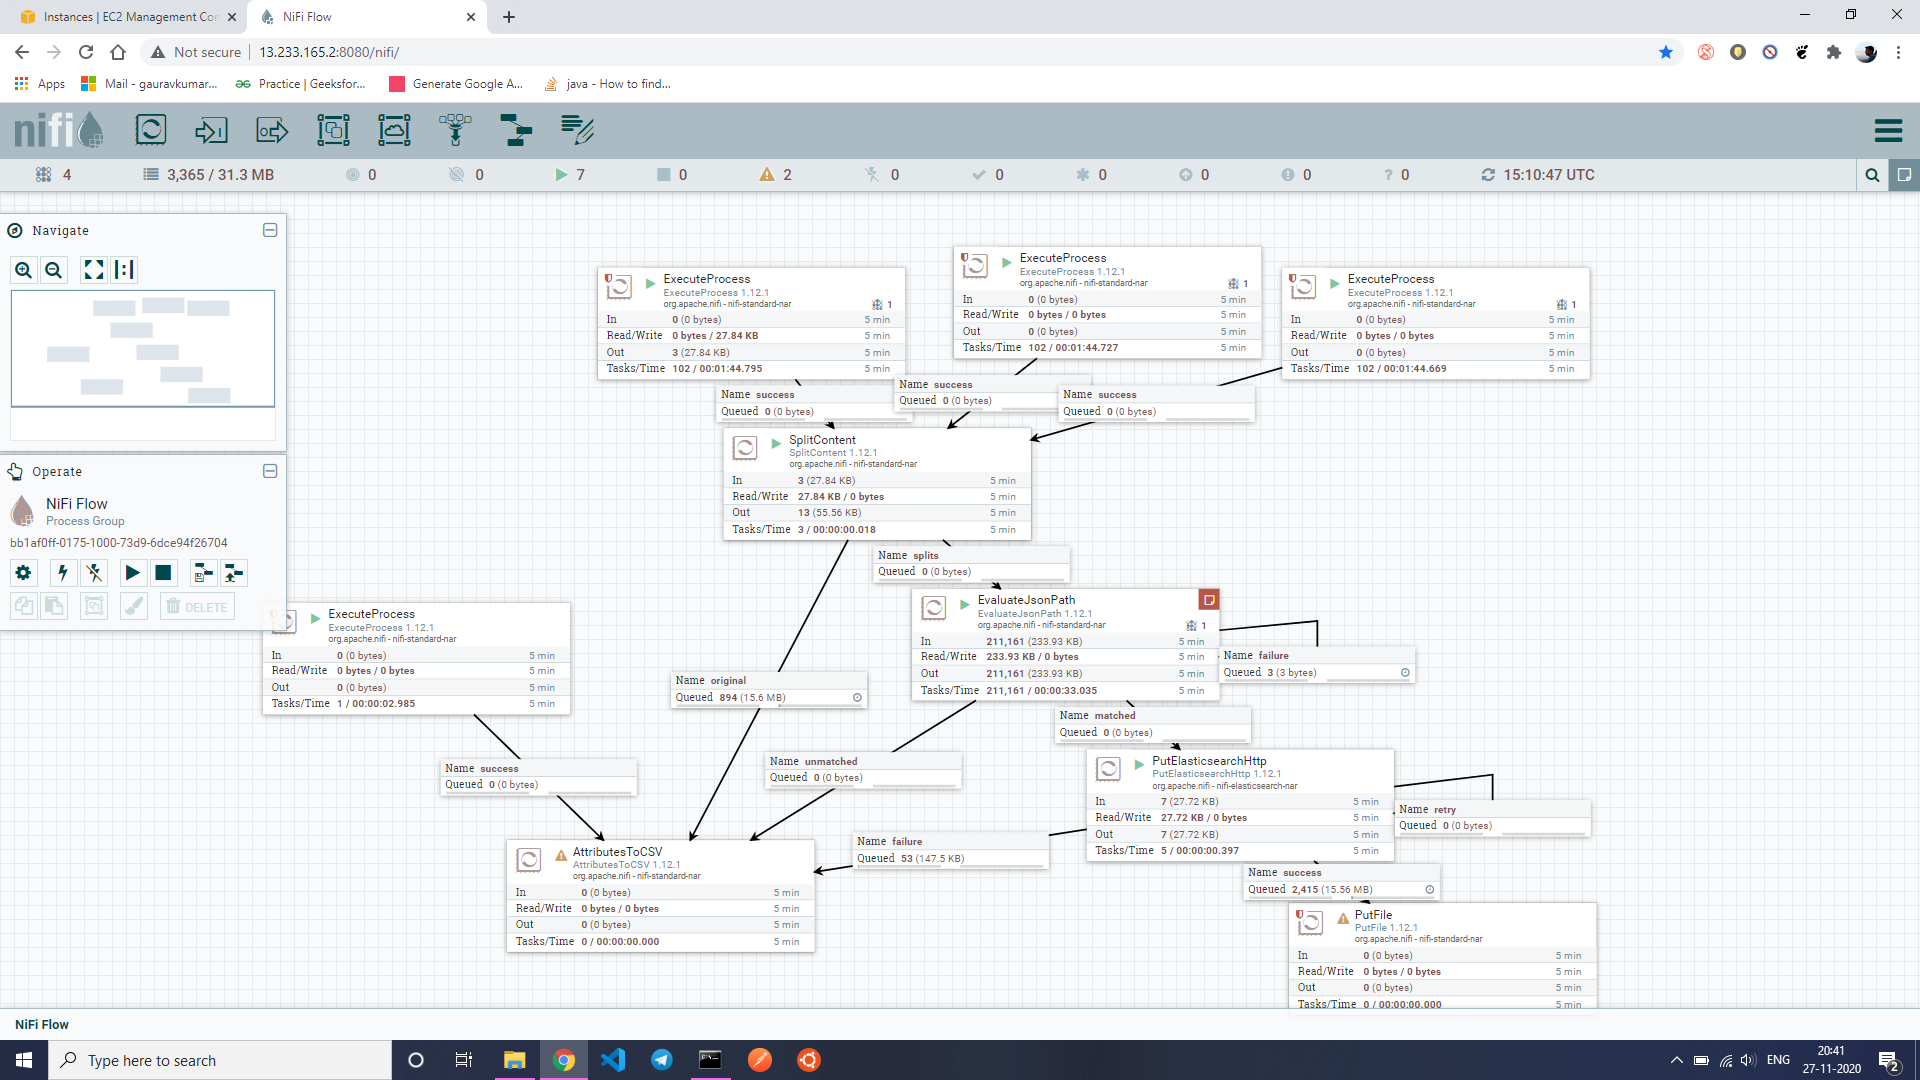 Instances | EC2 Management Con
NiFi Flow
Not secure
13.233.165.2:8080/nifi/
Apps
Mail - gauravkumar...
Practice | Geeksfor...
Generate Google A...
java - How to find...
nifi
4
3,365 / 31.3 MB
0
0
7
0
2
0
0
0
0
0
? 0
15:10:47 UTC
Navigate
Operate
NiFi Flow
Process Group
bb1af0ff-0175-1000-73d9-6dce94f26704
DELETE
ExecuteProcess
ExecuteProcess 1.12.1
org.apache.nifi - nifi-standard-nar
1
In 0 (0 bytes) 5 min
Read/Write 0 bytes / 27.84 KB 5 min
Out 3 (27.84 KB) 5 min
Tasks/Time 102 / 00:01:44.795 5 min
ExecuteProcess
ExecuteProcess 1.12.1
org.apache.nifi - nifi-standard-nar
1
In 0 (0 bytes) 5 min
Read/Write 0 bytes / 0 bytes 5 min
Out 0 (0 bytes) 5 min
Tasks/Time 102 / 00:01:44.727 5 min
ExecuteProcess
ExecuteProcess 1.12.1
org.apache.nifi - nifi-standard-nar
1
In 0 (0 bytes) 5 min
Read/Write 0 bytes / 0 bytes 5 min
Out 0 (0 bytes) 5 min
Tasks/Time 102 / 00:01:44.669 5 min
Name success
Queued 0 (0 bytes)
Name success
Queued 0 (0 bytes)
Name success
Queued 0 (0 bytes)
SplitContent
SplitContent 1.12.1
org.apache.nifi - nifi-standard-nar
In 3 (27.84 KB) 5 min
Read/Write 27.84 KB / 0 bytes 5 min
Out 13 (55.56 KB) 5 min
Tasks/Time 3 / 00:00:00.018 5 min
Name splits
Queued 0 (0 bytes)
EvaluateJsonPath
EvaluateJsonPath 1.12.1
org.apache.nifi - nifi-standard-nar
1
In 211,161 (233.93 KB) 5 min
Read/Write 233.93 KB / 0 bytes 5 min
Out 211,161 (233.93 KB) 5 min
Tasks/Time 211,161 / 00:00:33.035 5 min
Name failure
Queued 3 (3 bytes)
ExecuteProcess
ExecuteProcess 1.12.1
org.apache.nifi - nifi-standard-nar
In 0 (0 bytes) 5 min
Read/Write 0 bytes / 0 bytes 5 min
Out 0 (0 bytes) 5 min
Tasks/Time 1 / 00:00:02.985 5 min
Name original
Queued 894 (15.6 MB)
Name matched
Queued 0 (0 bytes)
Name success
Queued 0 (0 bytes)
Name unmatched
Queued 0 (0 bytes)
PutElasticsearchHttp
PutElasticsearchHttp 1.12.1
org.apache.nifi - nifi-elasticsearch-nar
In 7 (27.72 KB) 5 min
Read/Write 27.72 KB / 0 bytes 5 min
Out 7 (27.72 KB) 5 min
Tasks/Time 5 / 00:00:00.397 5 min
Name retry
Queued 0 (0 bytes)
Name failure
Queued 53 (147.5 KB)
AttributesToCSV
AttributesToCSV 1.12.1
org.apache.nifi - nifi-standard-nar
In 0 (0 bytes) 5 min
Read/Write 0 bytes / 0 bytes 5 min
Out 0 (0 bytes) 5 min
Tasks/Time 0 / 00:00:00.000 5 min
Name success
Queued 2,415 (15.56 MB)
PutFile
PutFile 1.12.1
org.apache.nifi - nifi-standard-nar
In 0 (0 bytes) 5 min
Read/Write 0 bytes / 0 bytes 5 min
Out 0 (0 bytes) 5 min
Tasks/Time 0 / 00:00:00.000 5 min
NiFi Flow
Type here to search
ENG
20:41
27-11-2020
2